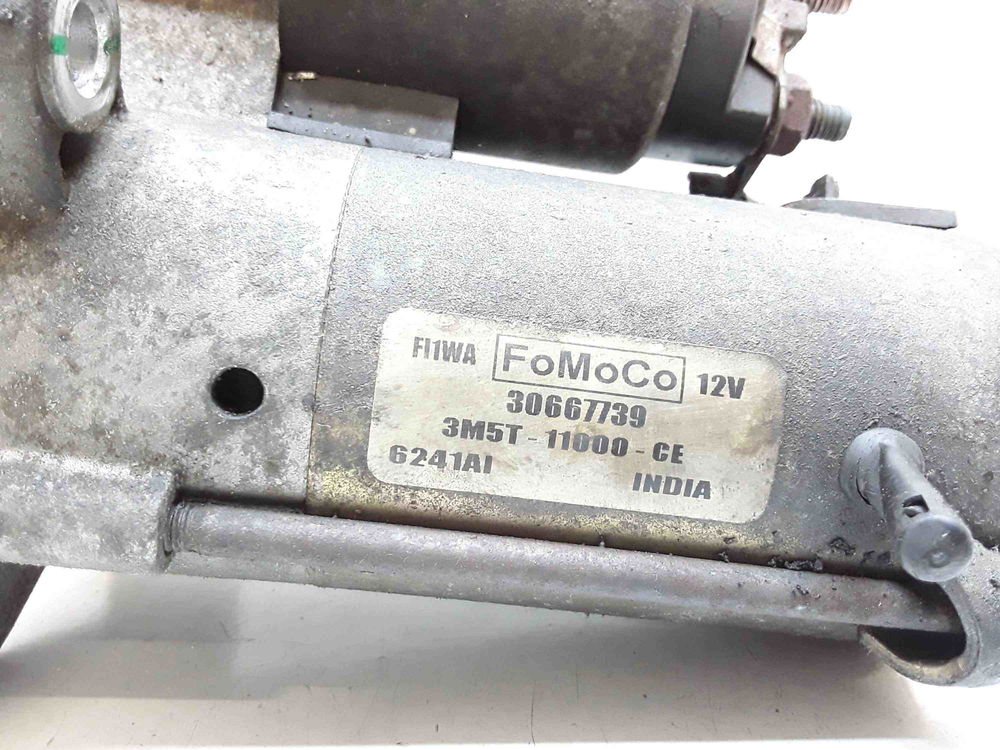 FI1WA FoMoCo 12V
30667739
3M5T-11000-CE
6241AI INDIA